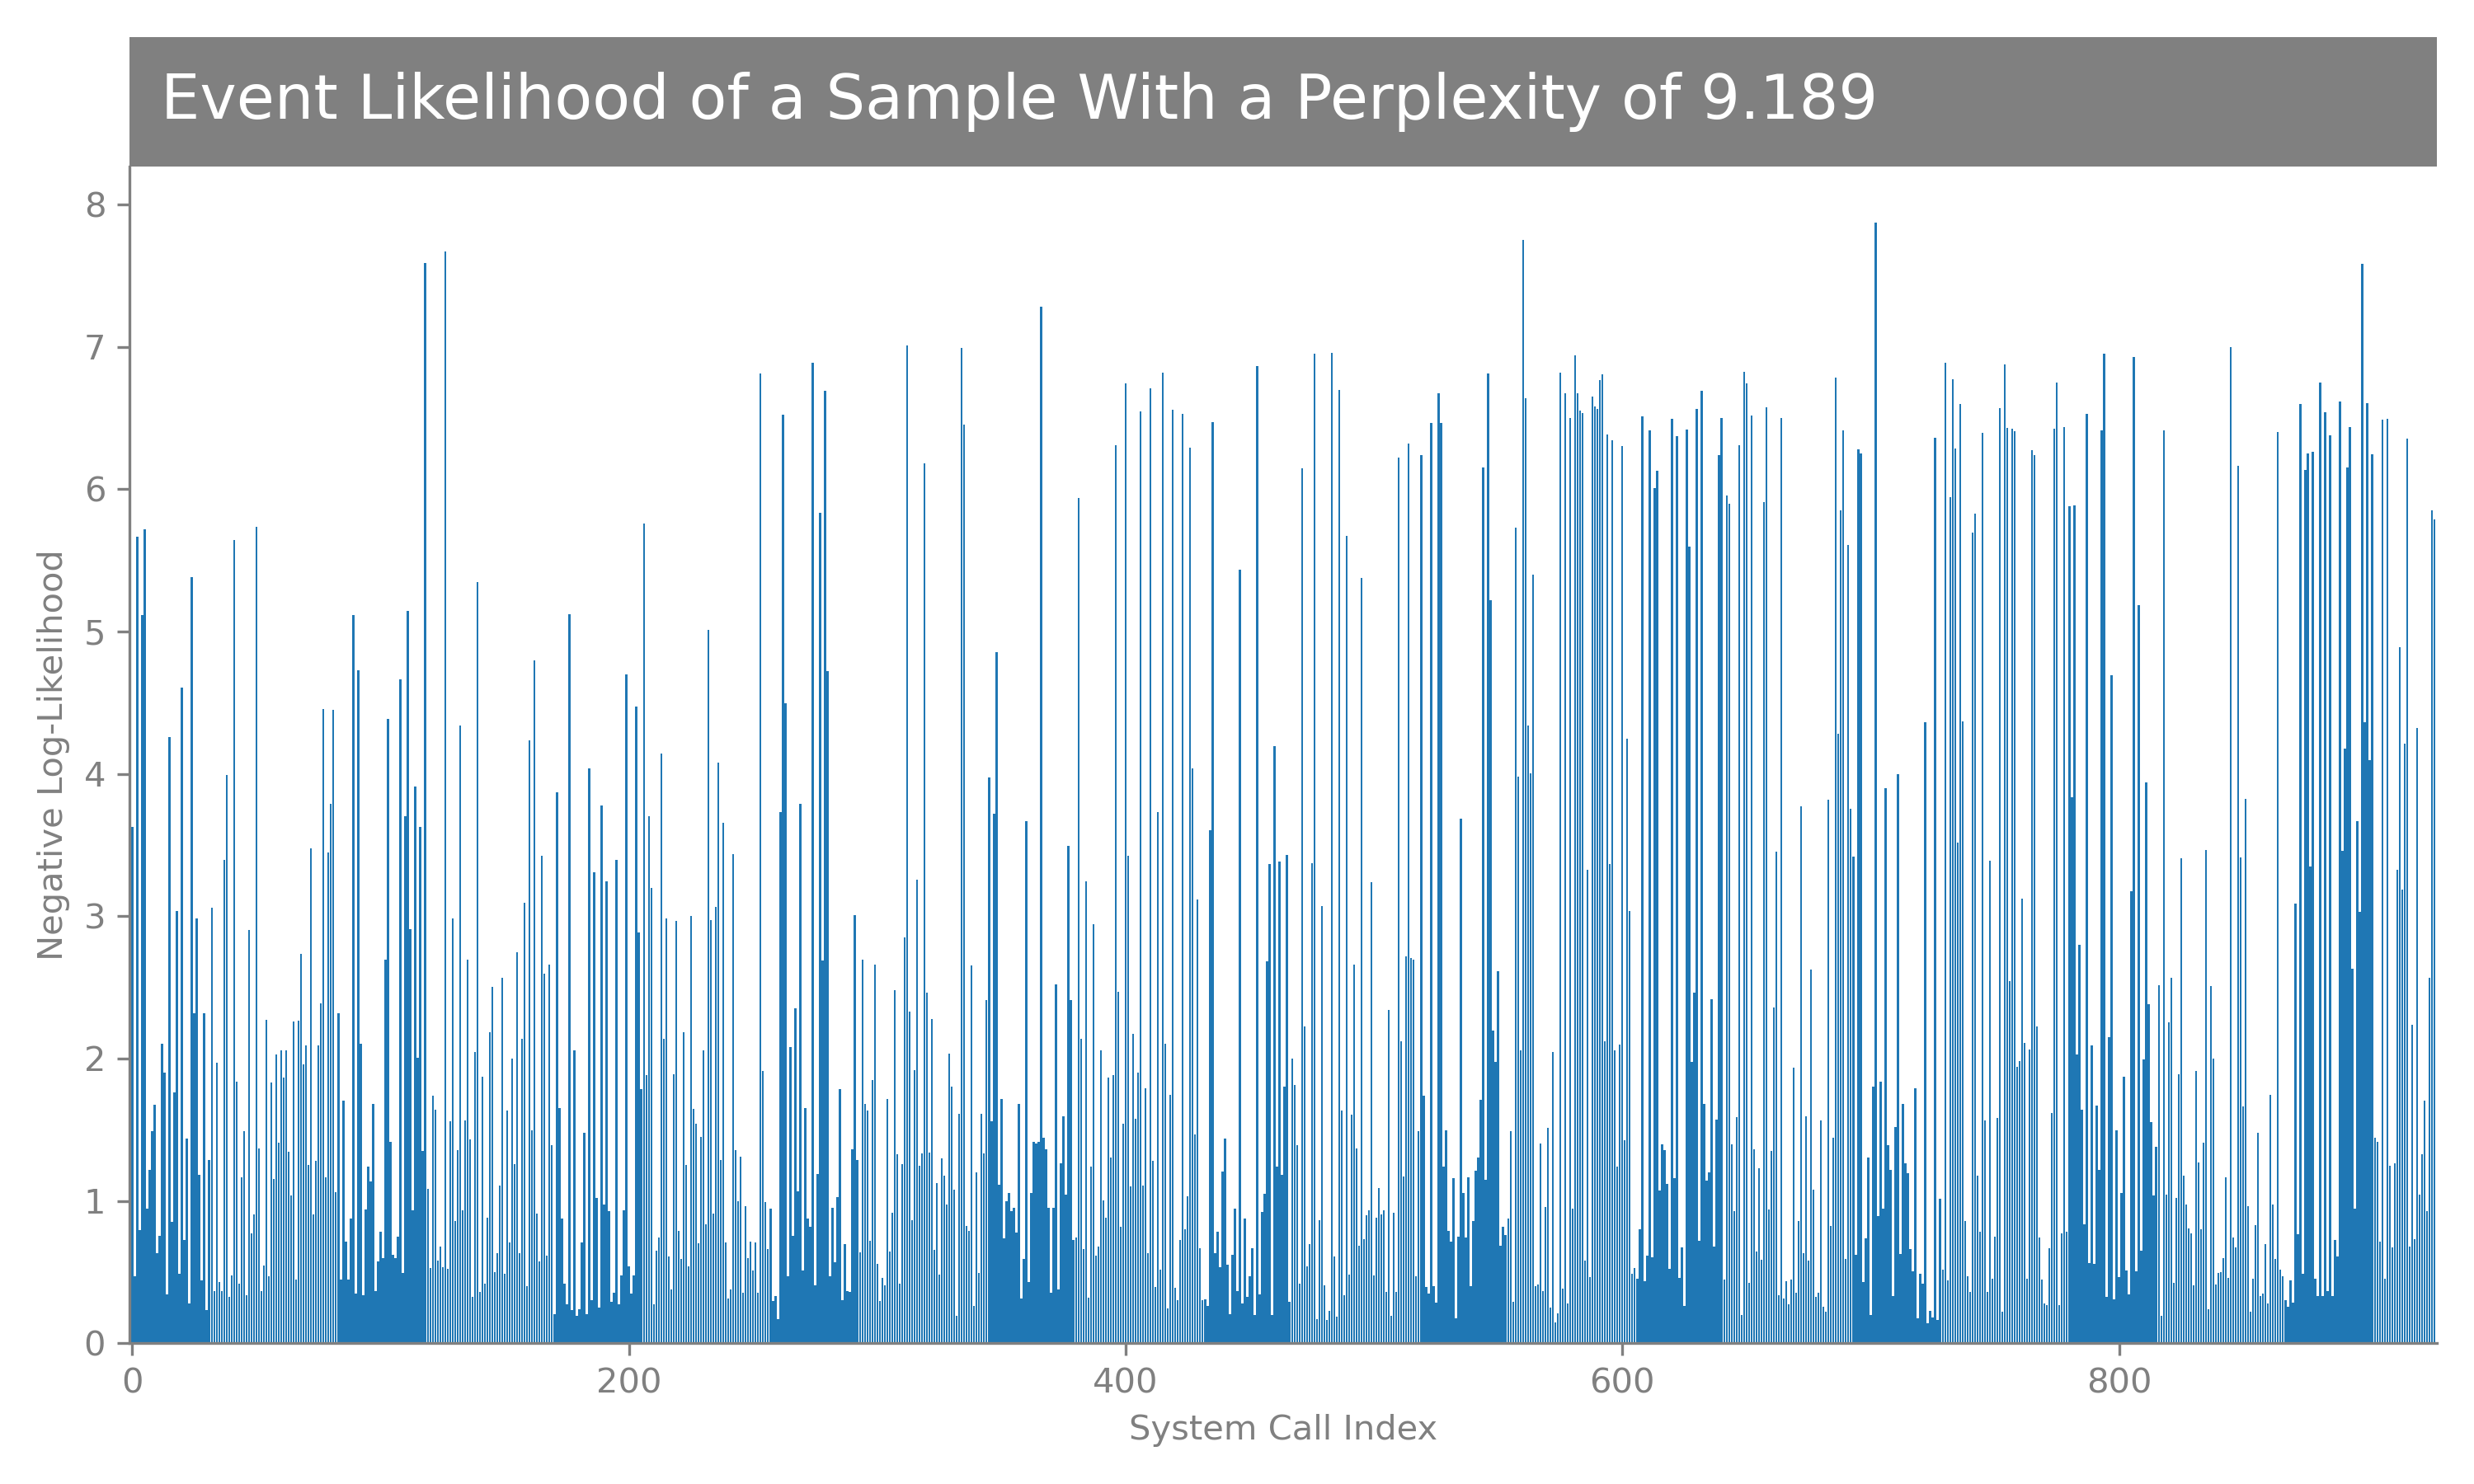 Event Likelihood of a Sample With a Perplexity of 9.189
8
7
6
5
4
3
2
1
0
Negative Log-Likelihood
0 200 400 600 800
System Call Index